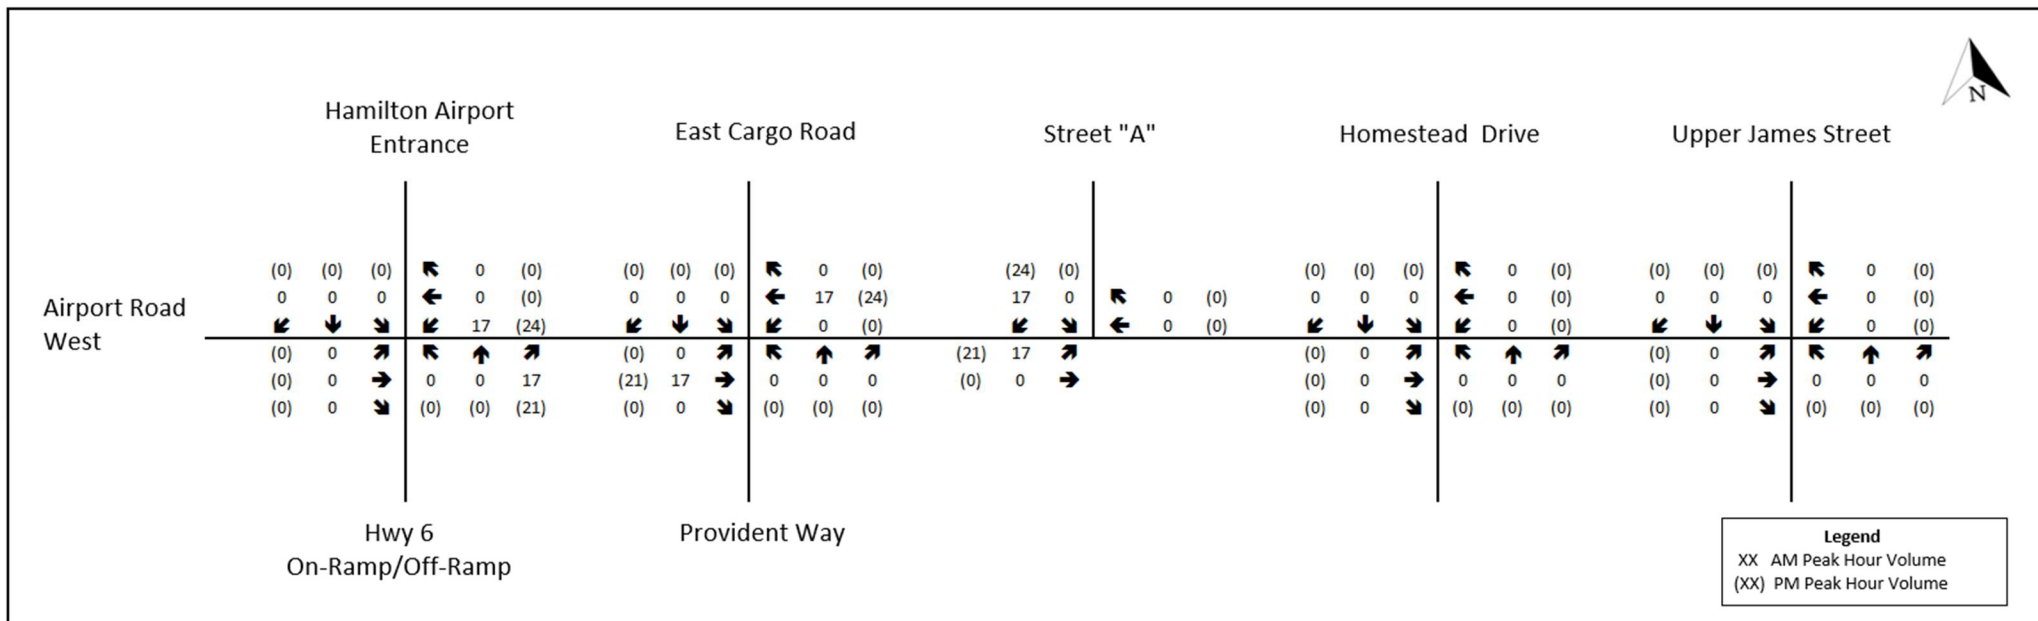 N
Hamilton Airport
Entrance
East Cargo Road
Street "A"
Homestead Drive
Upper James Street
Airport Road
West
(0) (0) (0) 0 (0)
0 0 0 0 (0)
17 (24)
(0) 0
(0) 0 0 0 17
(0) 0 (0) (0) (21)
(0) (0) (0) 0 (0)
0 0 0 17 (24)
0 (0)
(0) 0
(21) 17 0 0 0
(0) 0 (0) (0) (0)
(24) (0)
17 0 0 (0)
0 (0)
(21) 17
(0) 0
(0) (0) (0) 0 (0)
0 0 0 0 (0)
0 (0)
(0) 0
(0) 0 0 0 0
(0) 0 (0) (0) (0)
(0) (0) (0) 0 (0)
0 0 0 0 (0)
0 (0)
(0) 0
(0) 0 0 0 0
(0) 0 (0) (0) (0)
Hwy 6
On-Ramp/Off-Ramp
Provident Way
Legend
XX AM Peak Hour Volume
(XX) PM Peak Hour Volume